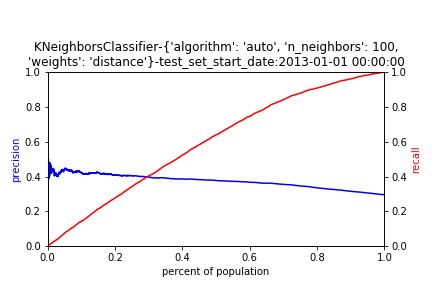 KNeighborsClassifier-{'algorithm': 'auto', 'n_neighbors': 100,
'weights': 'distance'}-test_set_start_date:2013-01-01 00:00:00
1.0
0.8
0.6
0.4
0.2
0.0
precision
1.0
0.8
0.6
0.4
0.2
0.0
recall
0.0 0.2 0.4 0.6 0.8 1.0
percent of population